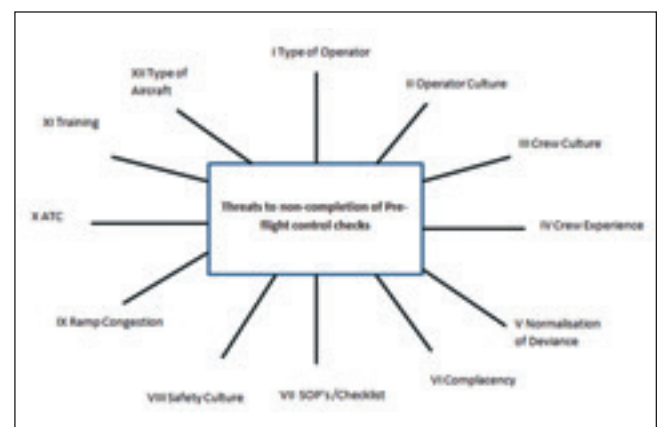 I Type of Operator
II Operator Culture
III Crew Culture
IV Crew Experience
V Normalisation
of Deviance
VI Complacency
VII SOP's./Checklist
VIII Safety Culture
IX Ramp Congestion
X ATC
XI Training
XII Type of
Aircraft
Threats to non-completion of Pre-
flight control checks